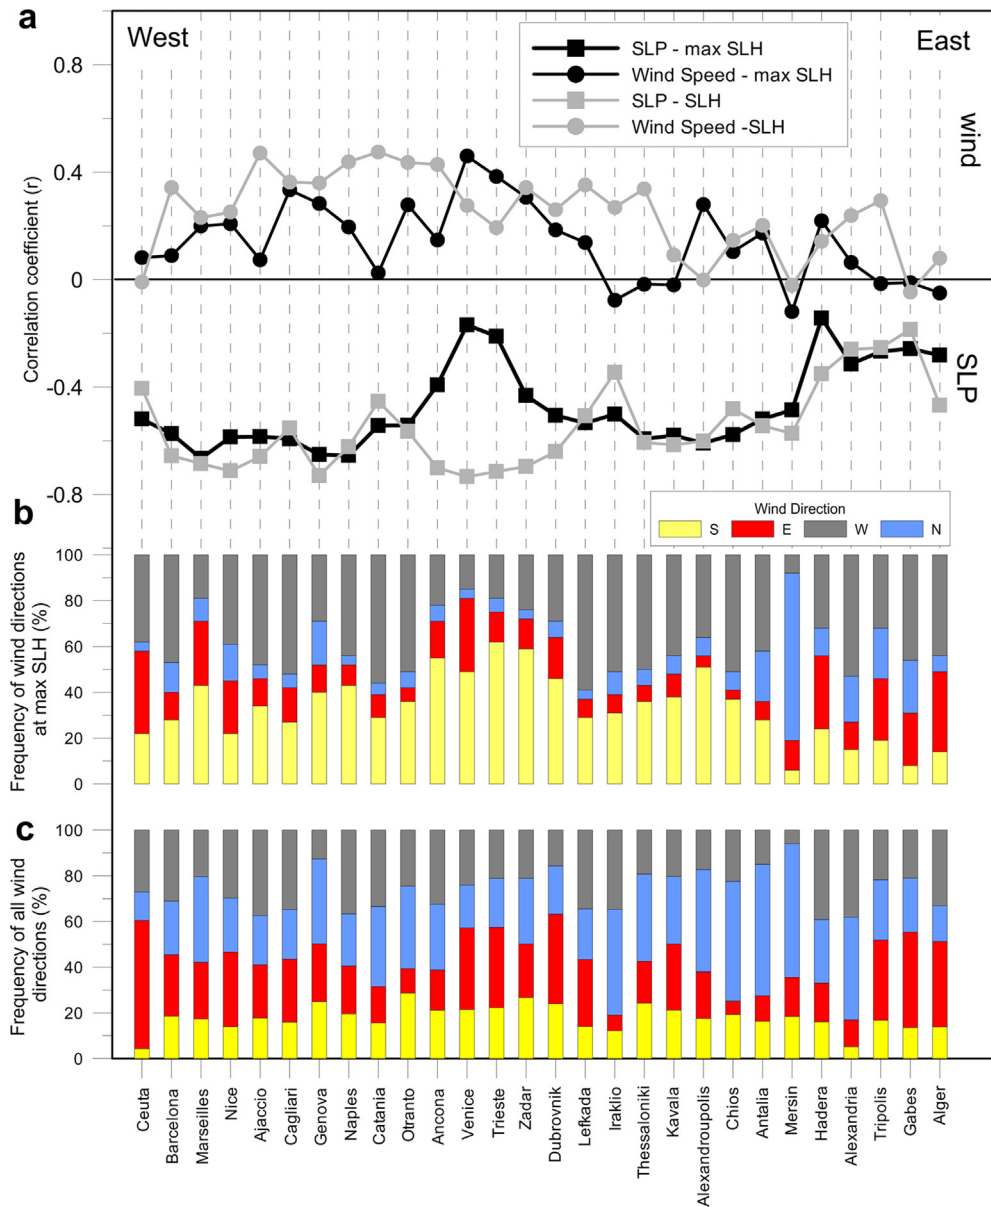 a
West
East
SLP - max SLH
Wind Speed - max SLH
SLP - SLH
Wind Speed -SLH
wind
SLP
Correlation coefficient (r)
0.8
0.4
0
-0.4
-0.8
b
Wind Direction
S E W N
Frequency of wind directions
at max SLH (%)
100
80
60
40
20
0
c
Frequency of all wind
directions (%)
100
80
60
40
20
0
Ceuta
Barcelona
Marseilles
Nice
Ajaccio
Cagliari
Genova
Naples
Catania
Otranto
Ancona
Venice
Trieste
Zadar
Dubrovnik
Lefkada
Iraklio
Thessaloniki
Kavala
Alexandroupolis
Chios
Antalia
Mersin
Hadera
Alexandria
Tripolis
Gabes
Alger